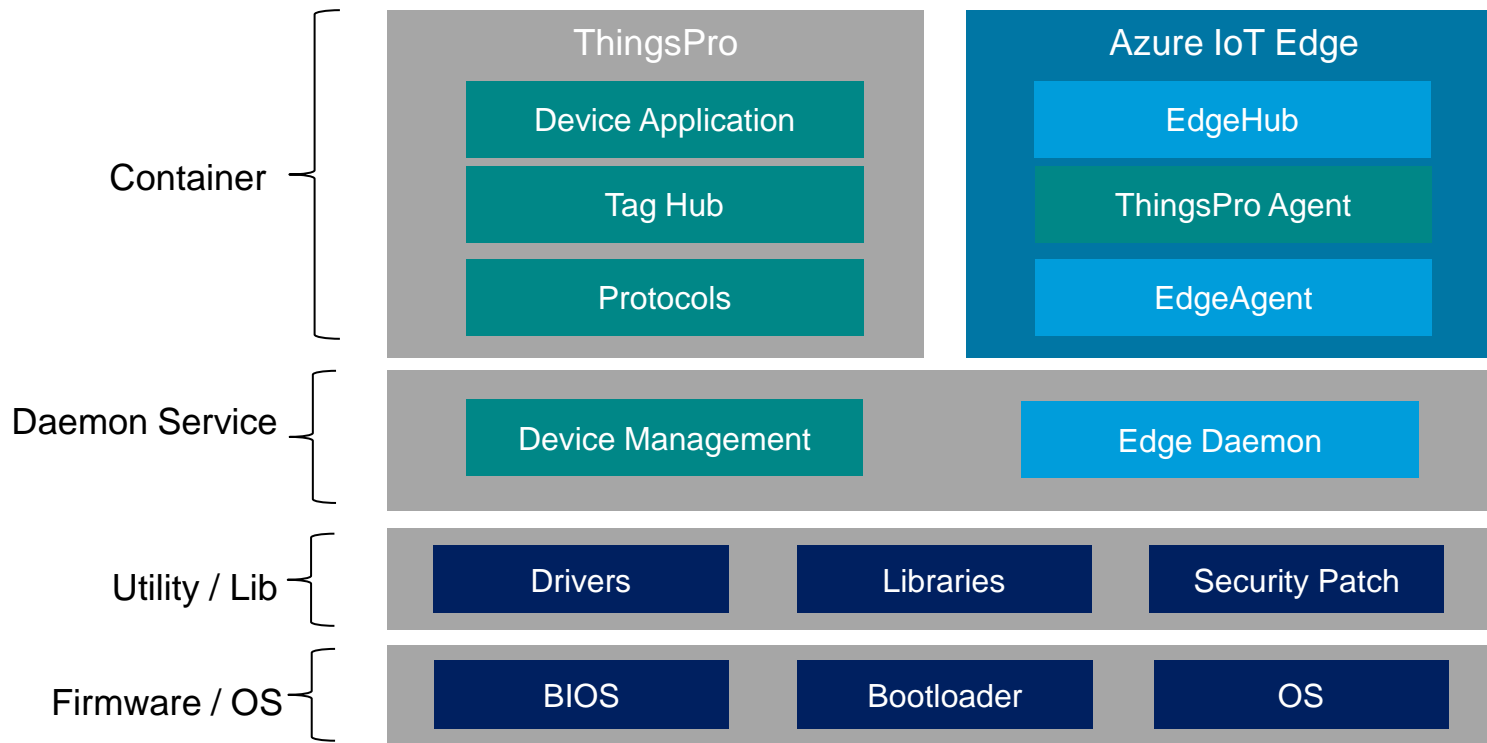 ThingsPro
Azure IoT Edge
Container
Device Application
EdgeHub
Tag Hub
ThingsPro Agent
Protocols
EdgeAgent
Daemon Service
Device Management
Edge Daemon
Utility / Lib
Drivers
Libraries
Security Patch
Firmware / OS
BIOS
Bootloader
OS